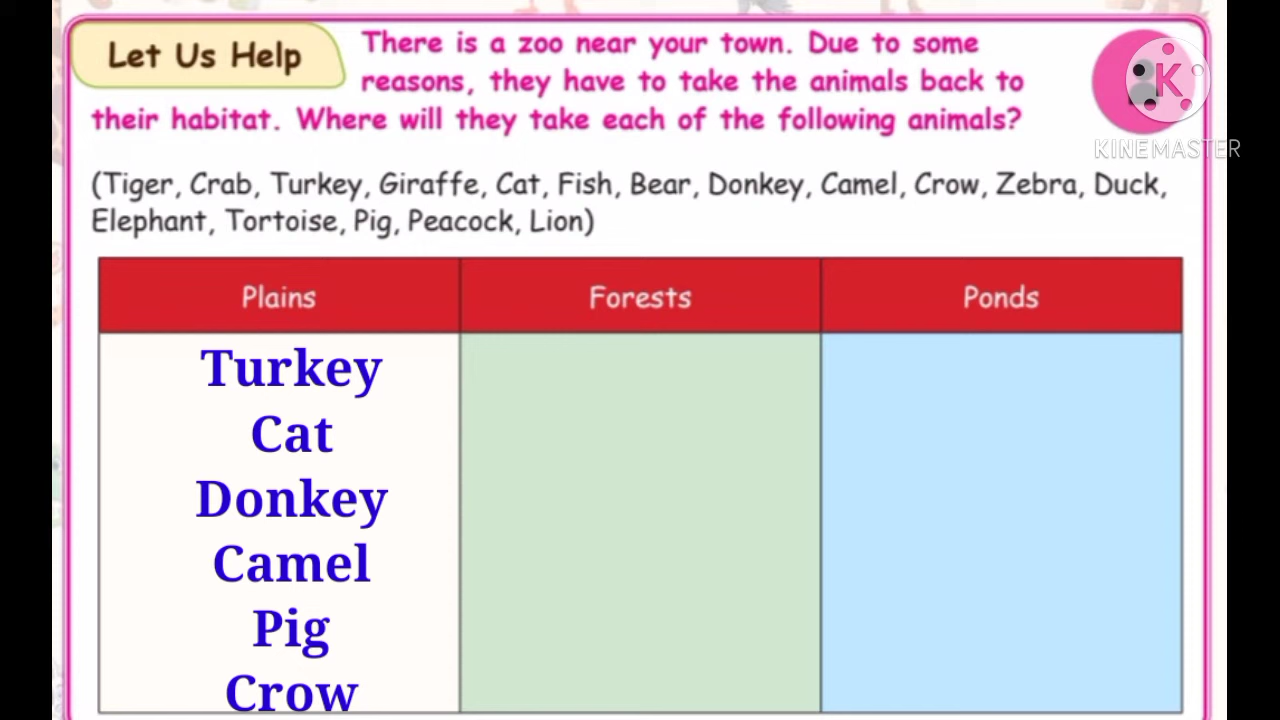 Let Us Help
There is a zoo near your town. Due to some
reasons, they have to take the animals back to
their habitat. Where will they take each of the following animals?
K
KINEMASTER
(Tiger, Crab, Turkey, Giraffe, Cat, Fish, Bear, Donkey, Camel, Crow, Zebra, Duck,
Elephant, Tortoise, Pig, Peacock, Lion)
Plains
Forests
Ponds
Turkey
Cat
Donkey
Camel
Pig
Crow